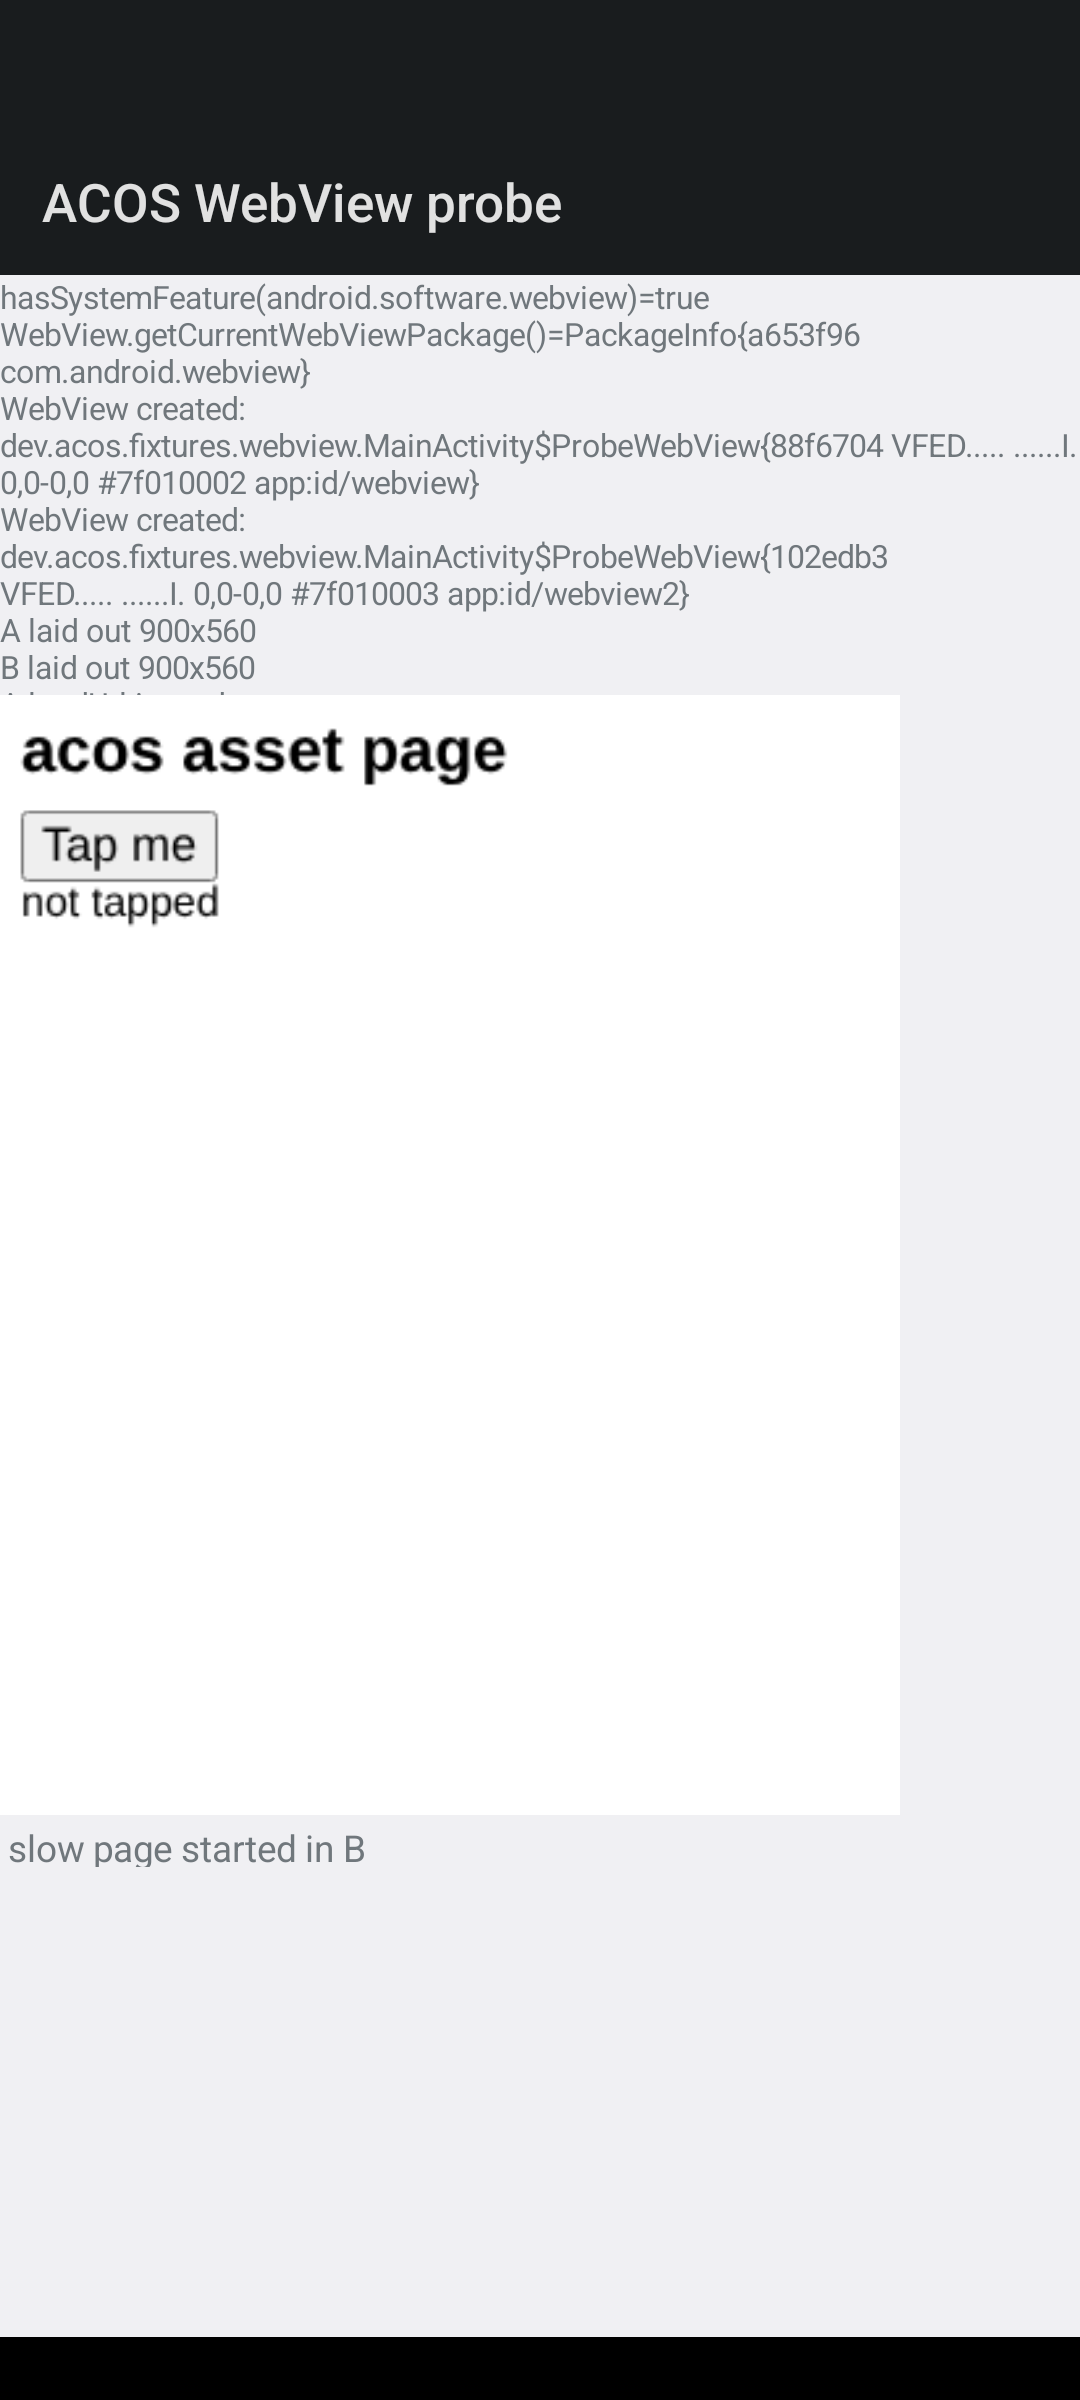 ACOS WebView probe
hasSystemFeature(android.software.webview)=true
WebView.getCurrentWebViewPackage()=PackageInfo{a653f96
com.android.webview}
WebView created:
dev.acos.fixtures.webview.MainActivity$ProbeWebView{88f6704 VFED..... ......I.
0,0-0,0 #7f010002 app:id/webview}
WebView created:
dev.acos.fixtures.webview.MainActivity$ProbeWebView{102edb3
VFED..... ......I. 0,0-0,0 #7f010003 app:id/webview2}
A laid out 900x560
B laid out 900x560
acos asset page
Tap me
not tapped
slow page started in B